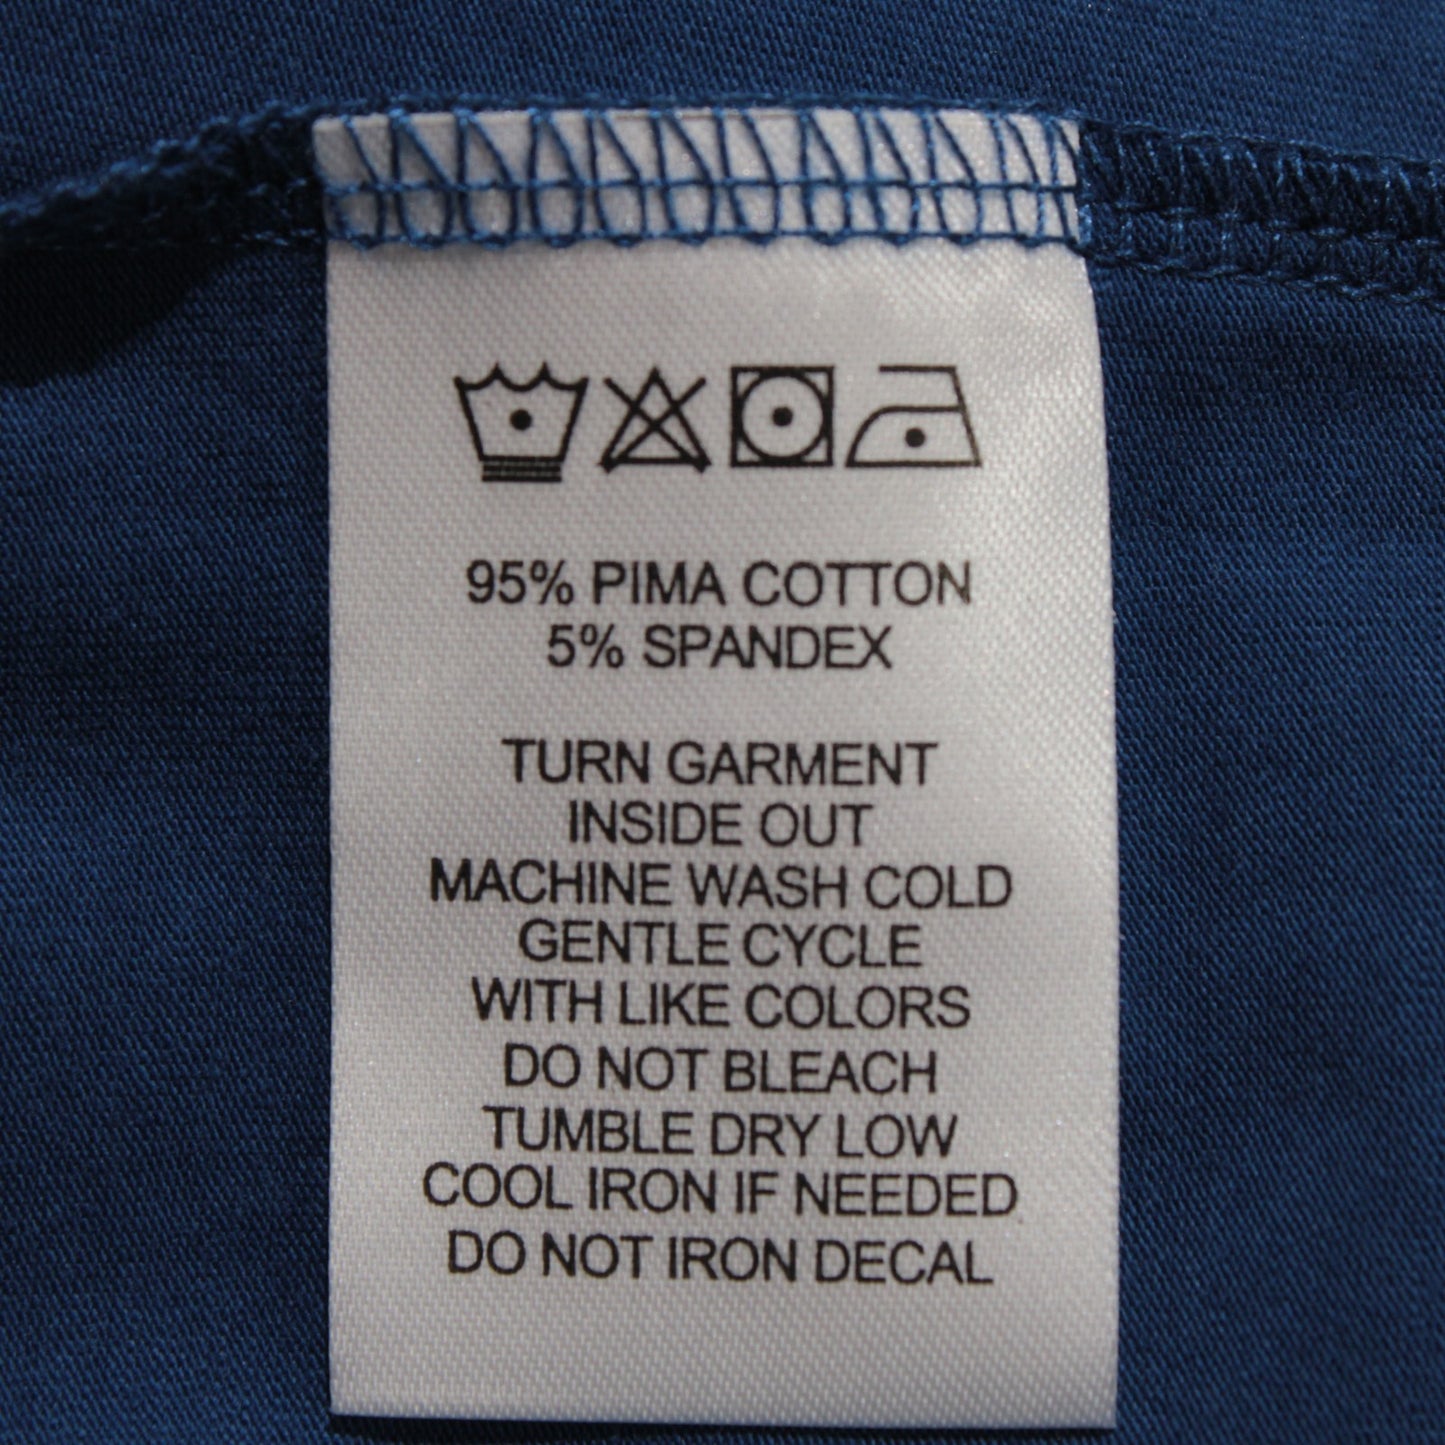 95% PIMA COTTON
5% SPANDEX
TURN GARMENT
INSIDE OUT
MACHINE WASH COLD
GENTLE CYCLE
WITH LIKE COLORS
DO NOT BLEACH
TUMBLE DRY LOW
COOL IRON IF NEEDED
DO NOT IRON DECAL